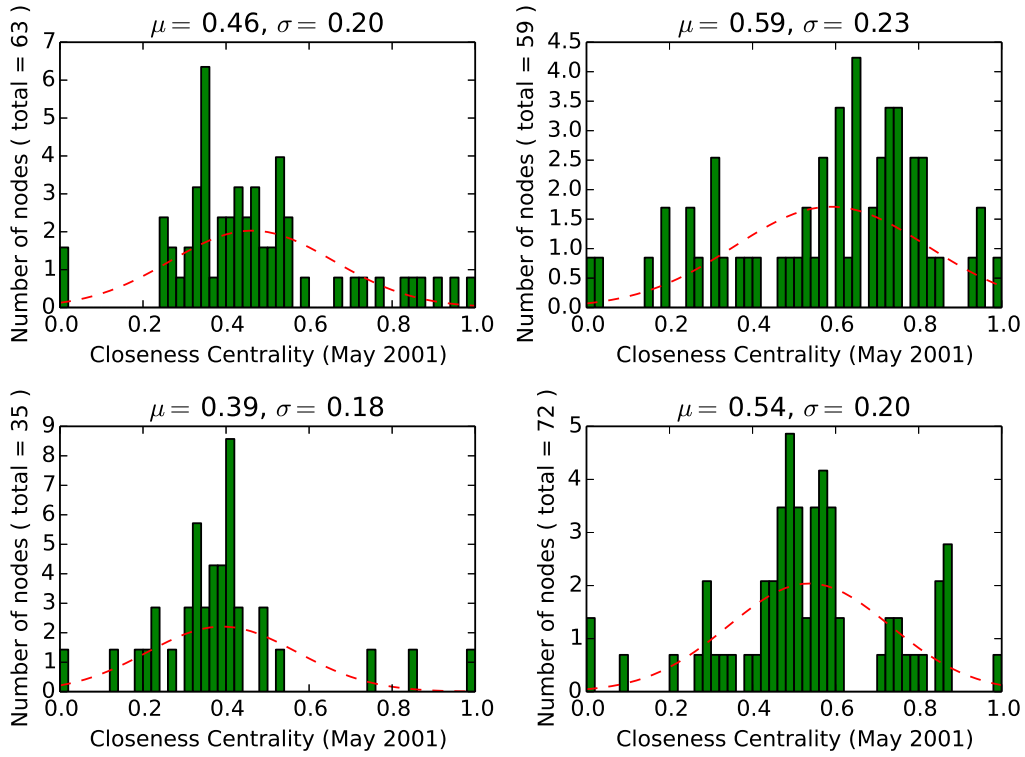 μ = 0.46, σ = 0.20
Number of nodes ( total = 63 )
7
6
5
4
3
2
1
0
0.0 0.2 0.4 0.6 0.8 1.0
Closeness Centrality (May 2001)
μ = 0.59, σ = 0.23
Number of nodes ( total = 59 )
4.5
4.0
3.5
3.0
2.5
2.0
1.5
1.0
0.5
0.0
0.0 0.2 0.4 0.6 0.8 1.0
Closeness Centrality (May 2001)
μ = 0.39, σ = 0.18
Number of nodes ( total = 35 )
9
8
7
6
5
4
3
2
1
0
0.0 0.2 0.4 0.6 0.8 1.0
Closeness Centrality (May 2001)
μ = 0.54, σ = 0.20
Number of nodes ( total = 72 )
5
4
3
2
1
0
0.0 0.2 0.4 0.6 0.8 1.0
Closeness Centrality (May 2001)